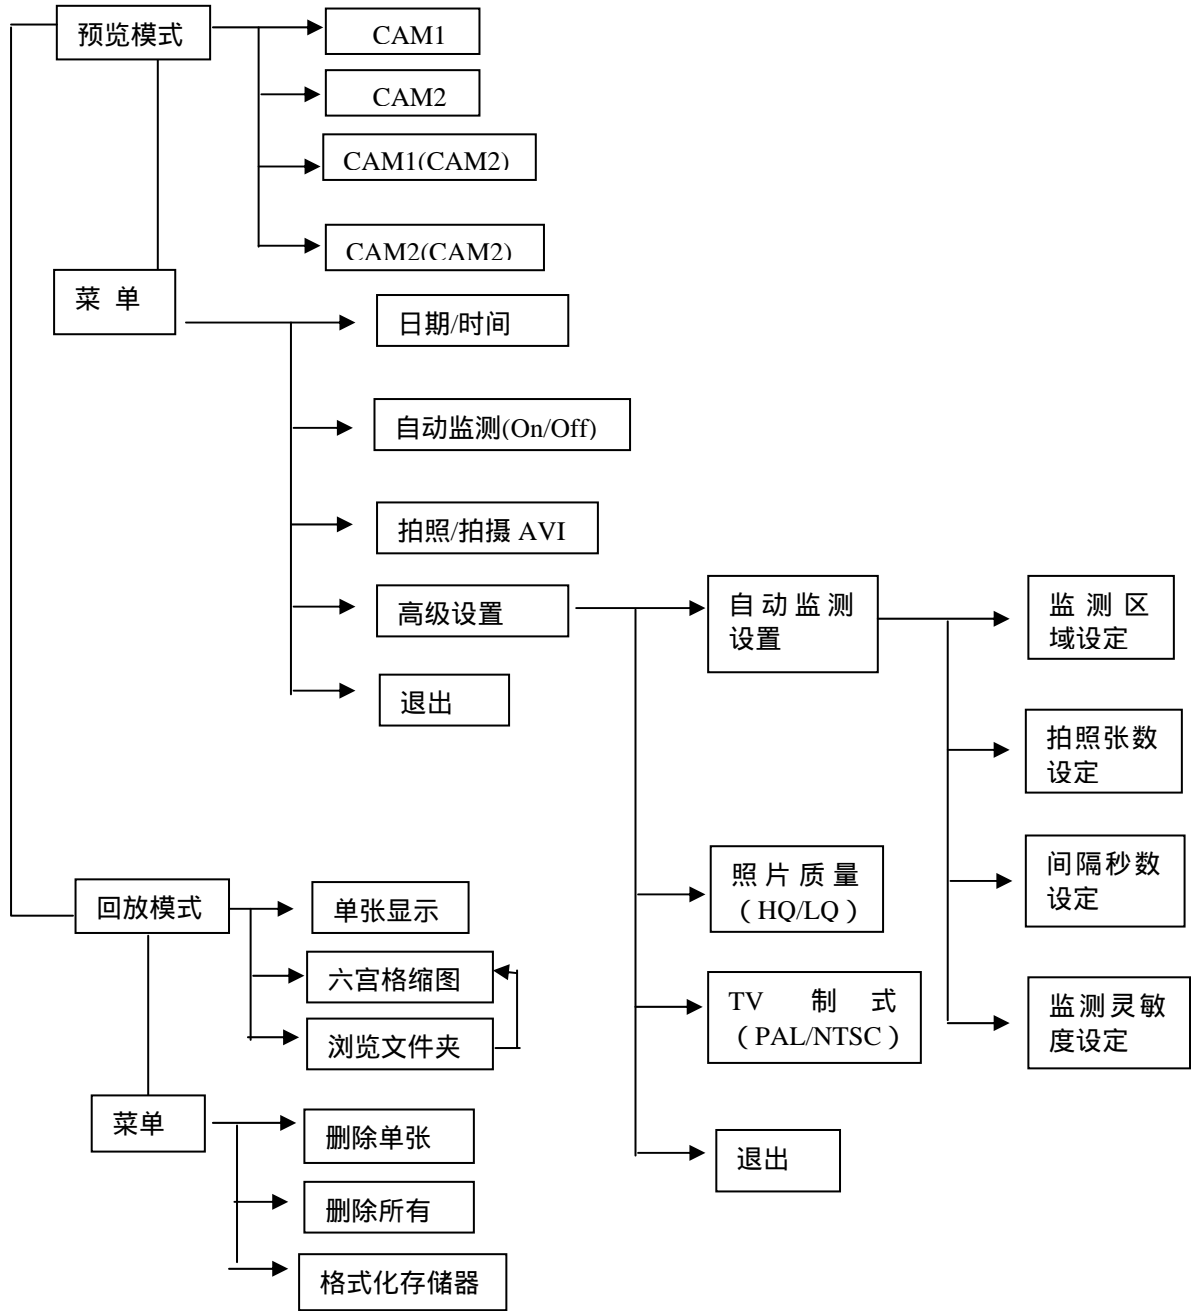 预览模式
CAM1
CAM2
CAM1(CAM2)
CAM2(CAM2)
菜 单
日期/时间
自动监测(On/Off)
拍照/拍摄 AVI
高级设置
退出
自动监测
设置
监测区
域设定
拍照张数
设定
间隔秒数
设定
监测灵敏
度设定
照片质量
（HQ/LQ）
TV 制 式
（PAL/NTSC）
退出
回放模式
单张显示
六宫格缩图
浏览文件夹
菜单
删除单张
删除所有
格式化存储器